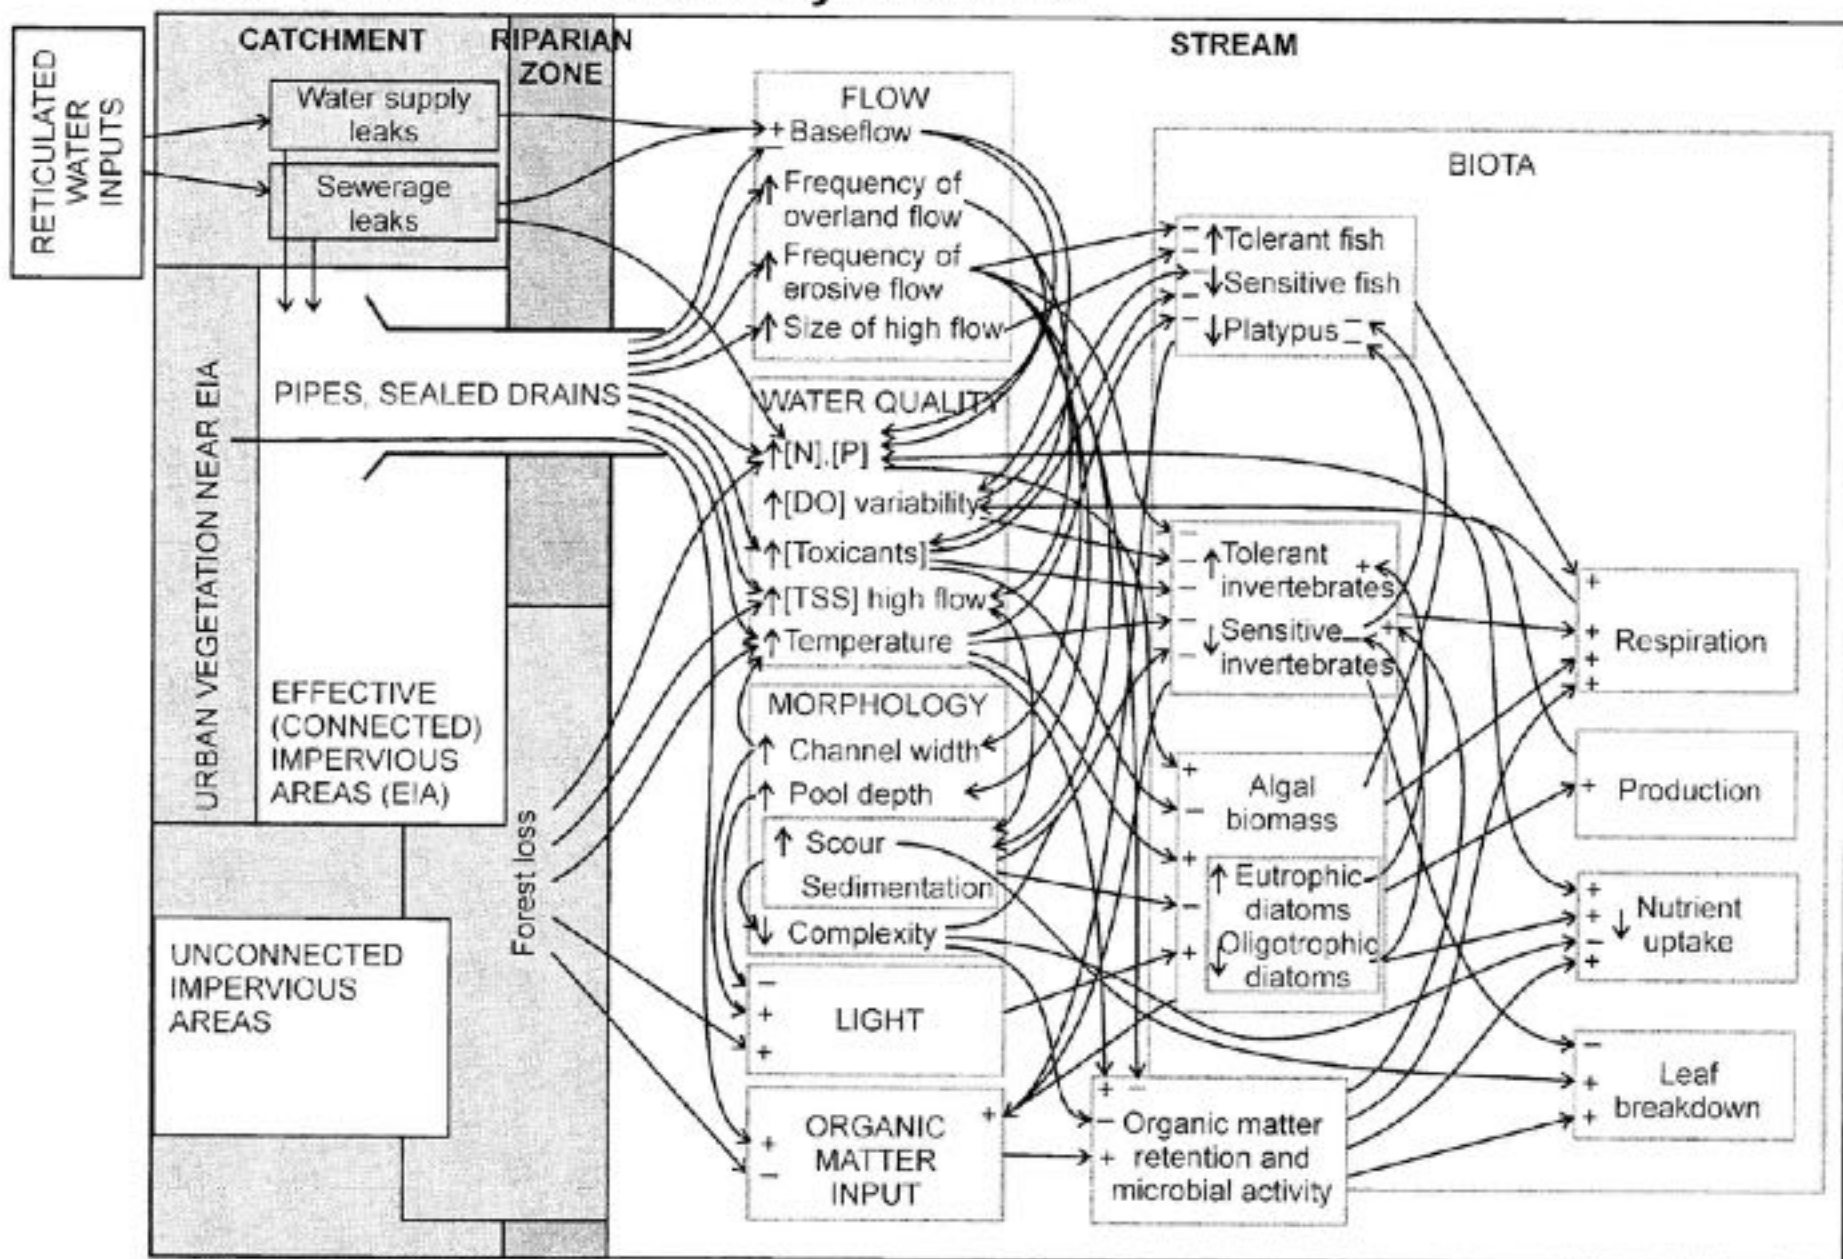 CATCHMENT
RIPARIAN
ZONE
STREAM
RETICULATED
WATER
INPUTS
Water supply
leaks
Sewerage
leaks
URBAN VEGETATION NEAR EIA
PIPES, SEALED DRAINS
EFFECTIVE
(CONNECTED)
IMPERVIOUS
AREAS (EIA)
UNCONNECTED
IMPERVIOUS
AREAS
Forest loss
FLOW
+ Baseflow
−
↑ Frequency of
overland flow
↑ Frequency of
erosive flow
↑ Size of high flow
WATER QUALITY
↑[N].[P]
↑[DO] variability
↑[Toxicants]
↑[TSS] high flow
↑ Temperature
MORPHOLOGY
↑ Channel width
↑ Pool depth
↑ Scour
Sedimentation
↓ Complexity
−
+ LIGHT
+
+
ORGANIC
+ MATTER
− INPUT
BIOTA
− ↑Tolerant fish
−
− ↓Sensitive fish
−
− ↓Platypus −
−
−
− ↑ Tolerant +
− invertebrates
− ↓ Sensitive − +
− invertebrates
+ Algal
− biomass
+ ↑ Eutrophic
diatoms
−
+ ↓Oligotrophic
diatoms
+ −
− Organic matter
+ retention and
microbial activity
+
+ Respiration
+
+
+ Production
+
+ ↓ Nutrient
− uptake
+
−
+ Leaf
+ breakdown